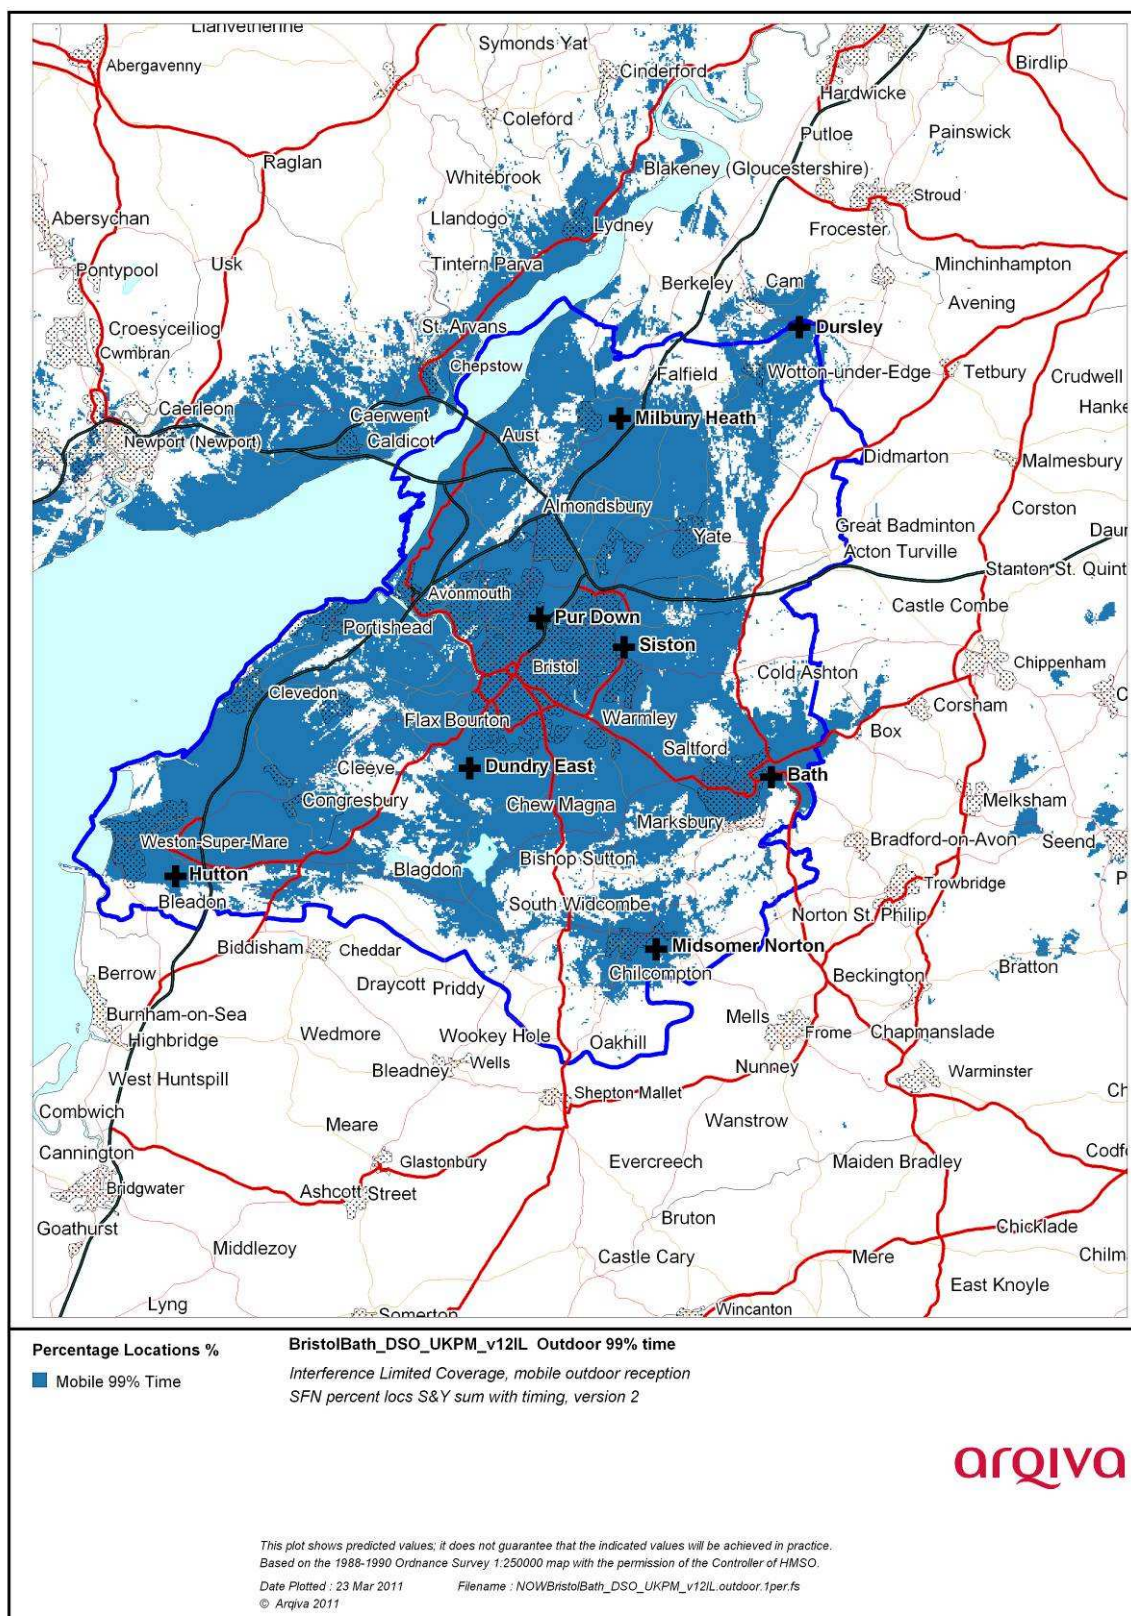 Llanvetherine
Symonds Yat
Abergavenny
Cinderford
Birdlip
Hardwicke
Coleford
Putloe
Painswick
Raglan
Whitebrook
Blakeney (Gloucestershire)
Stroud
Abersychan
Llandogo
Lydney
Frocester
Pontypool
Usk
Tintern Parva
Minchinhampton
Berkeley
Cam
Avening
Croesyceiliog
St. Arvans
Dursley
Cwmbran
Chepstow
Falfield
Wotton-under-Edge
Tetbury
Crudwell
Caerleon
Caerwent
Milbury Heath
Hanke
Newport (Newport)
Caldicot
Aust
Didmarton
Malmesbury
Almondsbury
Corston
Yate
Great Badminton
Daun
Acton Turville
Stanton St. Quint
Avonmouth
Castle Combe
Pur Down
Portishead
Siston
Bristol
Chippenham
Cold Ashton
Clevedon
Flax Bourton
Warmley
Corsham
Box
Saltford
Cleeve
Dundry East
Bath
Congresbury
Chew Magna
Melksham
Marksbury
Weston-Super-Mare
Bradford-on-Avon
Seend
Blagdon
Bishop Sutton
Hutton
Trowbridge
Bleadon
South Widcombe
Norton St. Philip
Biddisham
Cheddar
Midsomer Norton
Berrow
Chilcompton
Beckington
Bratton
Draycott
Priddy
Burnham-on-Sea
Mells
Highbridge
Wedmore
Wookey Hole
Oakhill
Frome
Chapmanslade
Bleadney
Wells
Nunney
West Huntspill
Warminster
Shepton Mallet
Ch
Combwich
Meare
Wanstrow
Cannington
Glastonbury
Evercreech
Maiden Bradley
Codf
Bridgwater
Ashcott
Street
Goathurst
Bruton
Chicklade
Middlezoy
Castle Cary
Mere
Chilm
East Knoyle
Lyng
Somerton
Wincanton
Percentage Locations %
Mobile 99% Time
BristolBath_DSO_UKPM_v12IL Outdoor 99% time
Interference Limited Coverage, mobile outdoor reception
SFN percent locs S&Y sum with timing, version 2
arqiva
This plot shows predicted values; it does not guarantee that the indicated values will be achieved in practice.
Based on the 1988-1990 Ordnance Survey 1:250000 map with the permission of the Controller of HMSO.
Date Plotted : 23 Mar 2011 Filename : NOWBristolBath_DSO_UKPM_v12IL.outdoor.1per.fs
© Arqiva 2011